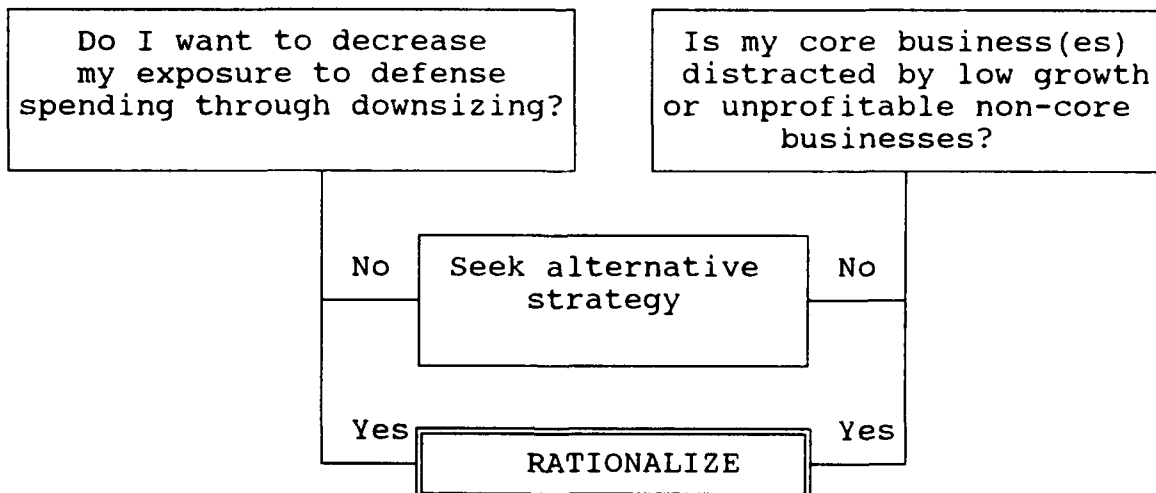 Do I want to decrease
my exposure to defense
spending through downsizing?
Is my core business(es)
distracted by low growth
or unprofitable non-core
businesses?
No
Seek alternative
strategy
No
Yes
RATIONALIZE
Yes